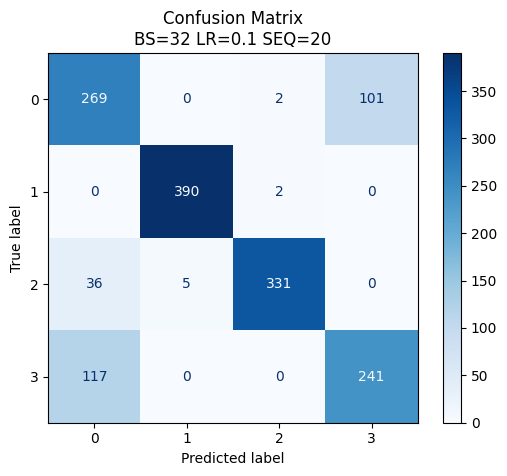 Confusion Matrix
BS=32 LR=0.1 SEQ=20
0 269 0 2 101
1 0 390 2 0
2 36 5 331 0
3 117 0 0 241
0 1 2 3
Predicted label
True label
350
300
250
200
150
100
50
0